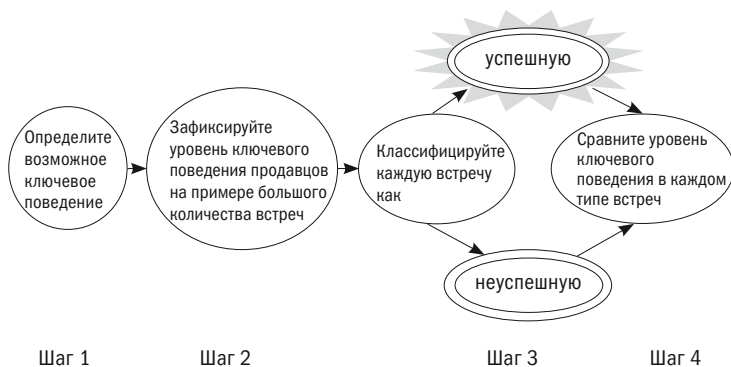 Определите
возможное
ключевое
поведение
Зафиксируйте
уровень ключевого
поведения продавцов
на примере большого
количества встреч
Классифицируйте
каждую встречу
как
успешную
неуспешную
Сравните уровень
ключевого
поведения в каждом
типе встреч
Шаг 1
Шаг 2
Шаг 3
Шаг 4